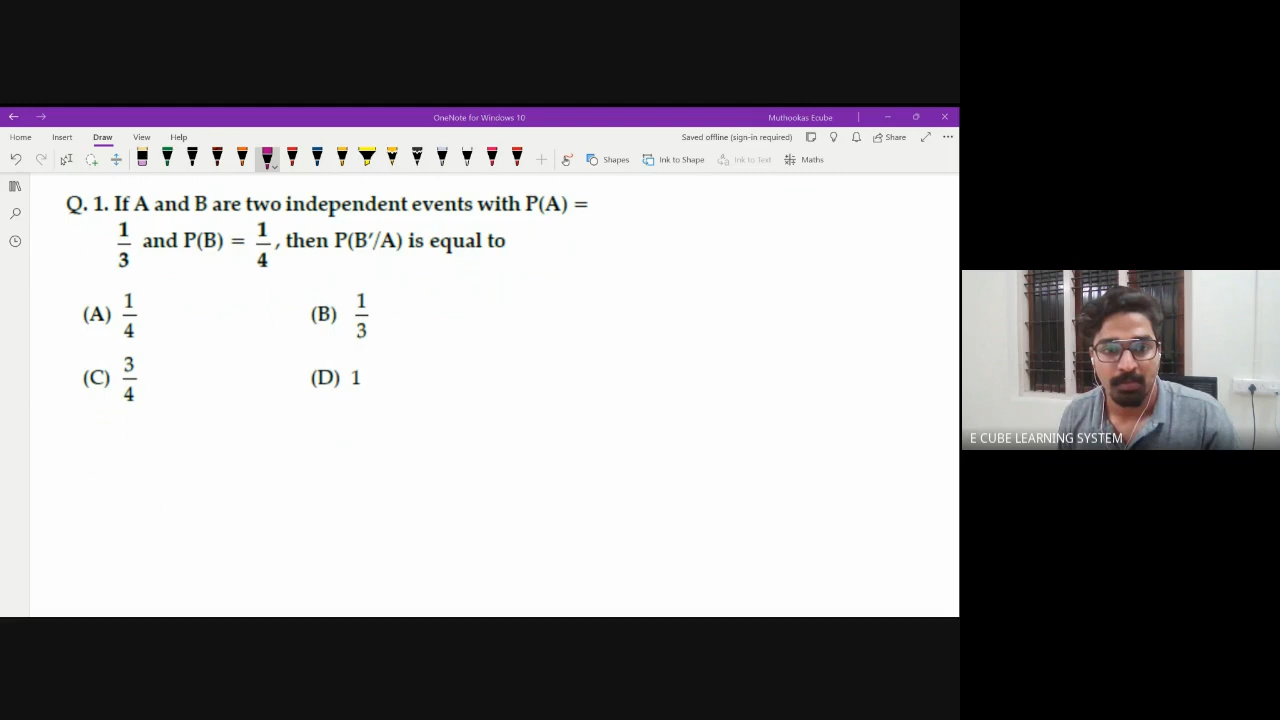 OneNote for Windows 10
Muthookas Ecube
Home Insert Draw View Help
Saved offline (sign-in required)
Share
Shapes
Ink to Shape
Ink to Text
Maths
Q. 1. If A and B are two independent events with P(A) =
1/3 and P(B) = 1/4, then P(B′/A) is equal to
(A) 1/4 (B) 1/3
(C) 3/4 (D) 1
E CUBE LEARNING SYSTEM